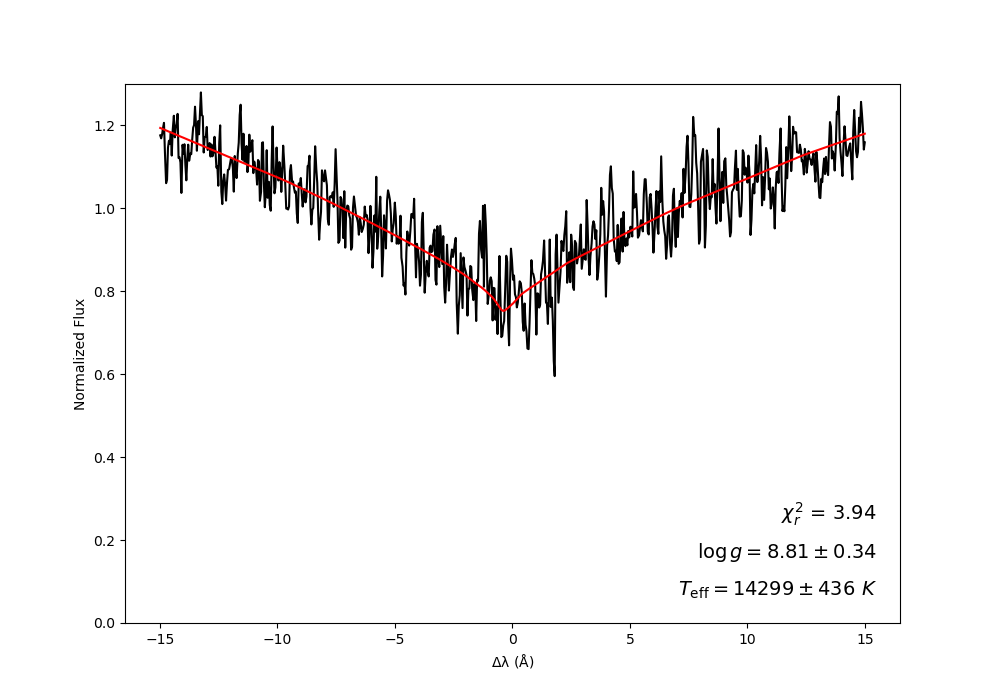 1.2
1.0
0.8
0.6
0.4
0.2
0.0
Normalized Flux
χ²ᵣ = 3.94
log g = 8.81 ± 0.34
T_eff = 14299 ± 436 K
−15 −10 −5 0 5 10 15
Δλ (Å)